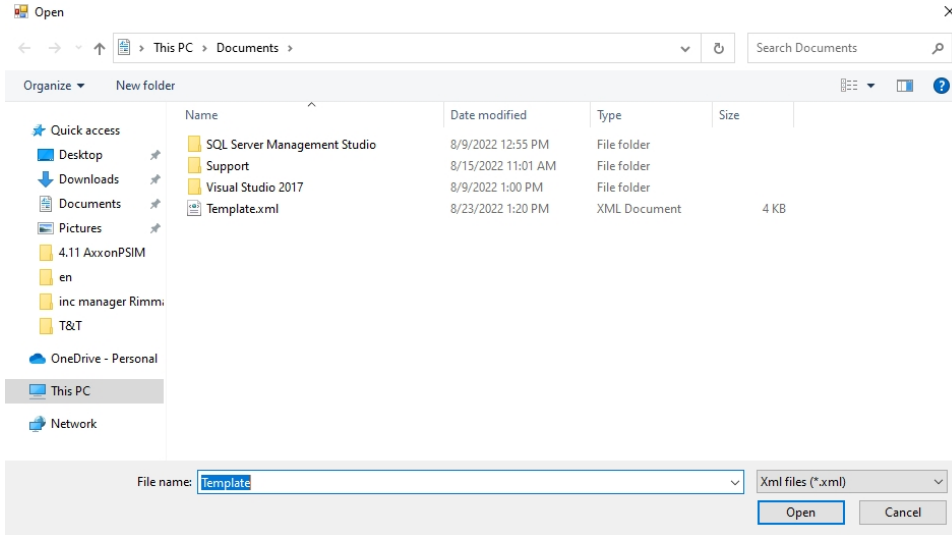 Open
This PC > Documents >
Search Documents
Organize
New folder
Name
Date modified
Type
Size
Quick access
Desktop
Downloads
Documents
Pictures
4.11 AxxonPSIM
en
inc manager Rimma
T&T
OneDrive - Personal
This PC
Network
SQL Server Management Studio 8/9/2022 12:55 PM File folder
Support 8/15/2022 11:01 AM File folder
Visual Studio 2017 8/9/2022 1:00 PM File folder
Template.xml 8/23/2022 1:20 PM XML Document 4 KB
File name: Template
Xml files (*.xml)
Open
Cancel